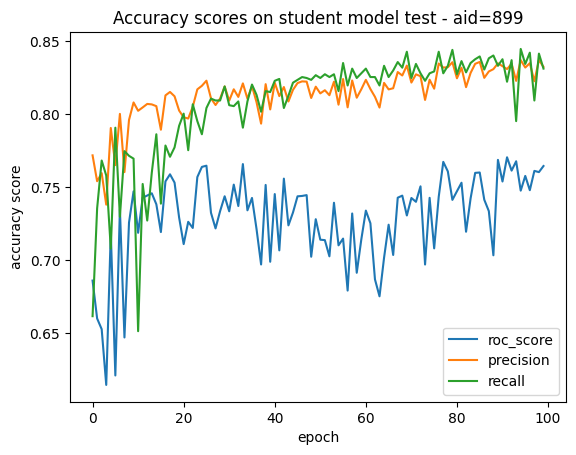 Accuracy scores on student model test - aid=899
accuracy score
0.85
0.80
0.75
0.70
0.65
0 20 40 60 80 100
epoch
roc_score
precision
recall